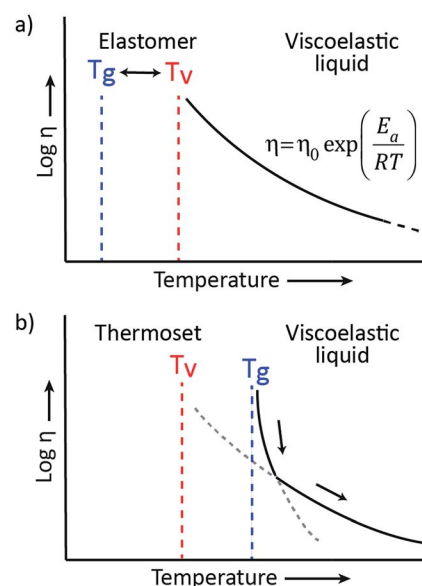 a)
Elastomer
Viscoelastic
liquid
Tg
Tv
Log η
η=η0 exp(Ea/RT)
Temperature
b)
Thermoset
Viscoelastic
liquid
Tv
Tg
Log η
Temperature